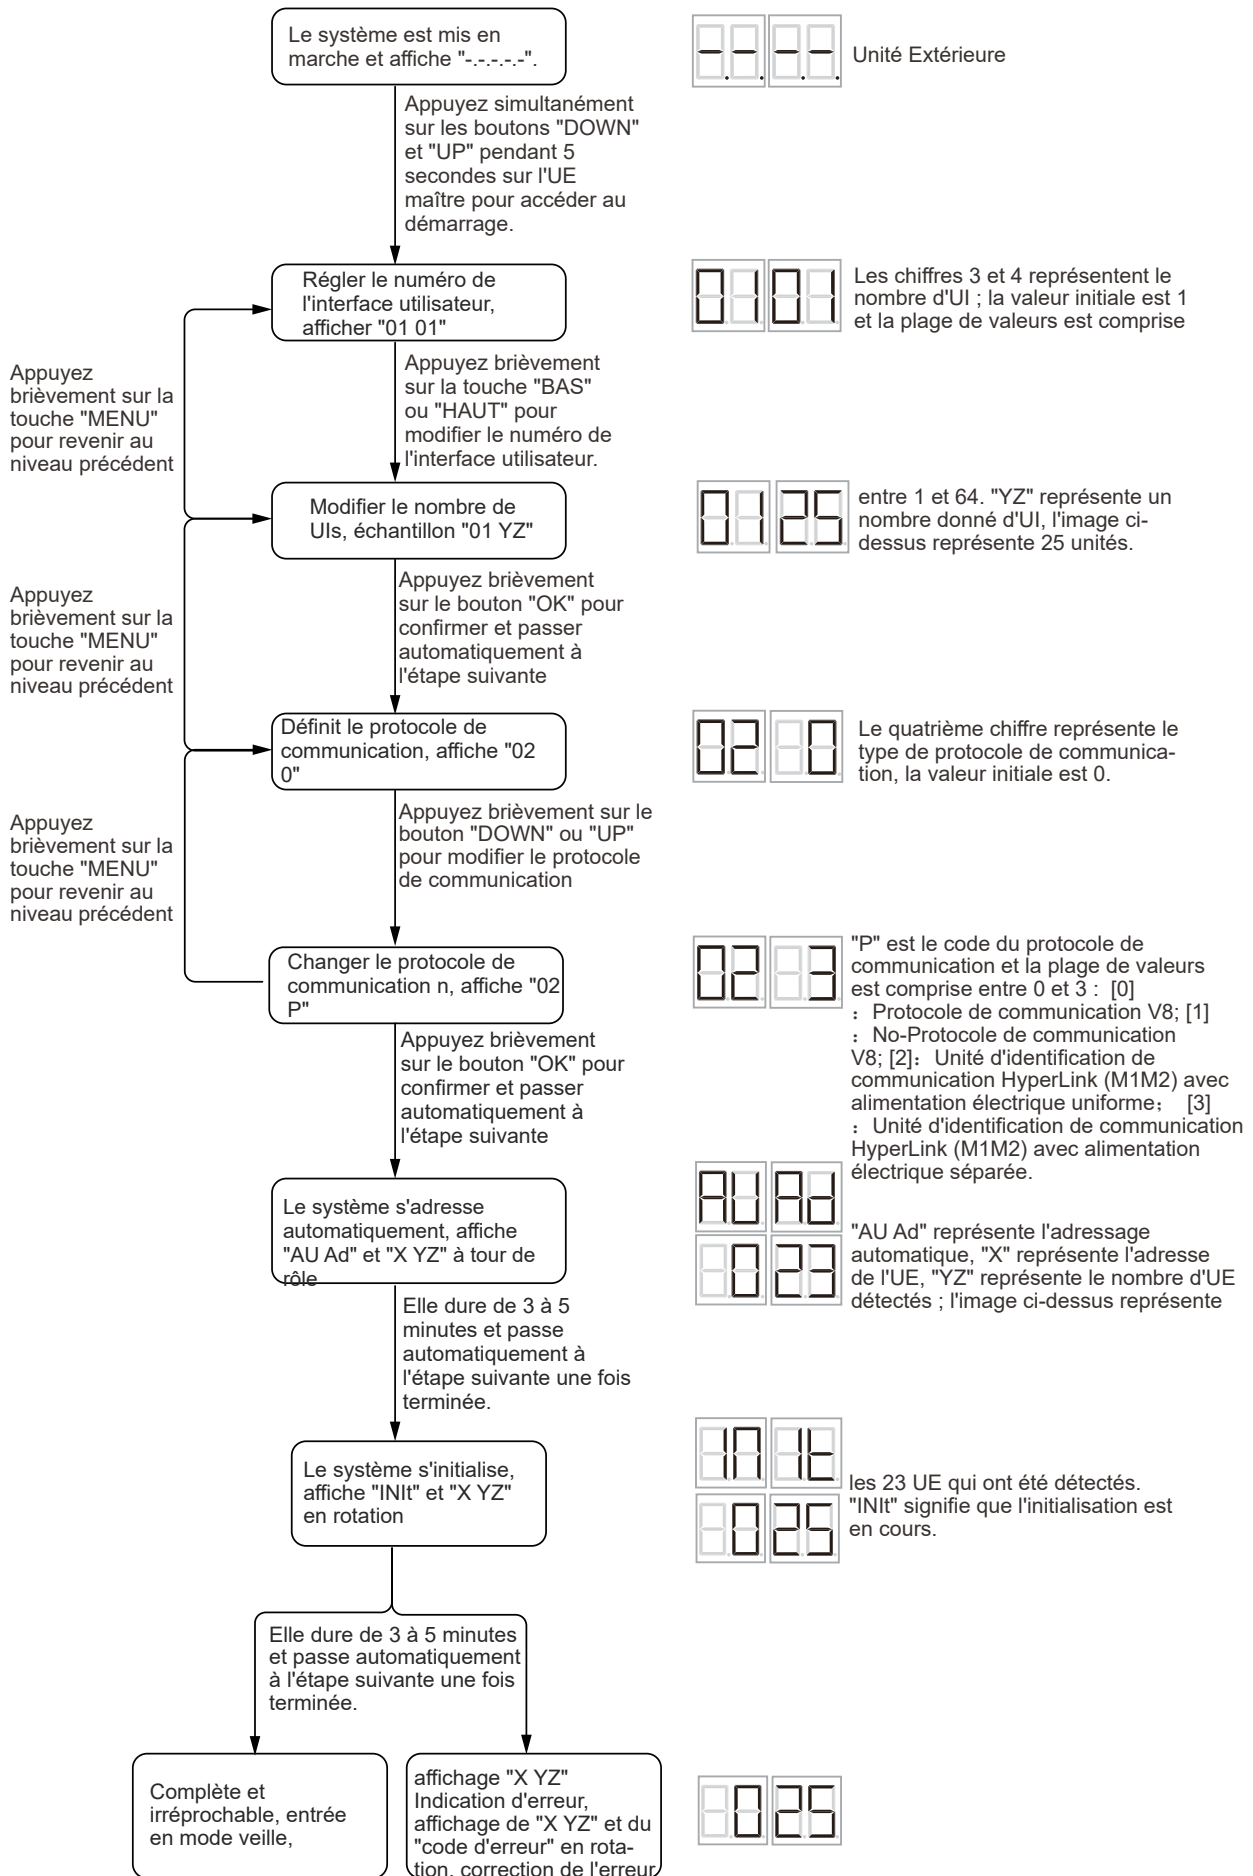 Le système est mis en
marche et affiche "-.-.-.-.-".
-.-.-.-.
Unité Extérieure
Appuyez simultanément
sur les boutons "DOWN"
et "UP" pendant 5
secondes sur l'UE
maître pour accéder au
démarrage.
Régler le numéro de
l'interface utilisateur,
afficher "01 01"
0101
Les chiffres 3 et 4 représentent le
nombre d'UI ; la valeur initiale est 1
et la plage de valeurs est comprise
Appuyez
brièvement sur la
touche "MENU"
pour revenir au
niveau précédent
Appuyez brièvement
sur la touche "BAS"
ou "HAUT" pour
modifier le numéro de
l'interface utilisateur.
Modifier le nombre de
UIs, échantillon "01 YZ"
0125
entre 1 et 64. "YZ" représente un
nombre donné d'UI, l'image ci-
dessus représente 25 unités.
Appuyez
brièvement sur la
touche "MENU"
pour revenir au
niveau précédent
Appuyez brièvement
sur le bouton "OK" pour
confirmer et passer
automatiquement à
l'étape suivante
Définit le protocole de
communication, affiche "02
0"
02 0
Le quatrième chiffre représente le
type de protocole de communica-
tion, la valeur initiale est 0.
Appuyez
brièvement sur la
touche "MENU"
pour revenir au
niveau précédent
Appuyez brièvement sur le
bouton "DOWN" ou "UP"
pour modifier le protocole
de communication
Changer le protocole de
communication n, affiche "02
P"
02 3
"P" est le code du protocole de
communication et la plage de valeurs
est comprise entre 0 et 3 : [0]
：Protocole de communication V8; [1]
：No-Protocole de communication
V8; [2]：Unité d'identification de
communication HyperLink (M1M2) avec
alimentation électrique uniforme； [3]
：Unité d'identification de communication
HyperLink (M1M2) avec alimentation
électrique séparée.
Appuyez brièvement
sur le bouton "OK" pour
confirmer et passer
automatiquement à
l'étape suivante
Le système s'adresse
automatiquement, affiche
"AU Ad" et "X YZ" à tour de
rôle
AUAd
023
"AU Ad" représente l'adressage
automatique, "X" représente l'adresse
de l'UE, "YZ" représente le nombre d'UE
détectés ; l'image ci-dessus représente
Elle dure de 3 à 5
minutes et passe
automatiquement à
l'étape suivante une fois
terminée.
Le système s'initialise,
affiche "INIt" et "X YZ"
en rotation
INIt
025
les 23 UE qui ont été détectés.
"INIt" signifie que l'initialisation est
en cours.
Elle dure de 3 à 5 minutes
et passe automatiquement
à l'étape suivante une fois
terminée.
Complète et
irréprochable, entrée
en mode veille,
affichage "X YZ"
Indication d'erreur,
affichage de "X YZ" et du
"code d'erreur" en rota-
tion, correction de l'erreur
025